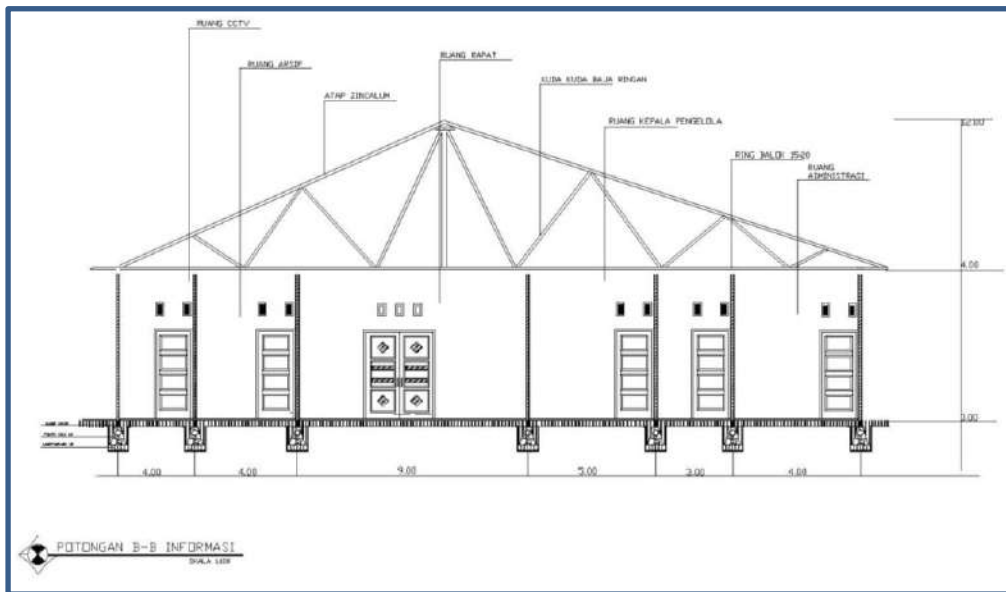 RUANG CCTV
RUANG ARSIP
ATAP ZINCALUM
RUANG RAPAT
KUDA KUDA BAJA RINGAN
RUANG KEPALA PENGELOLA
RING BALOK 15-20
RUANG
ADMINISTRASI
12.00
4.00
0.00
4.00
4.00
9.00
5.00
3.00
4.00
POTONGAN B-B INFORMASI